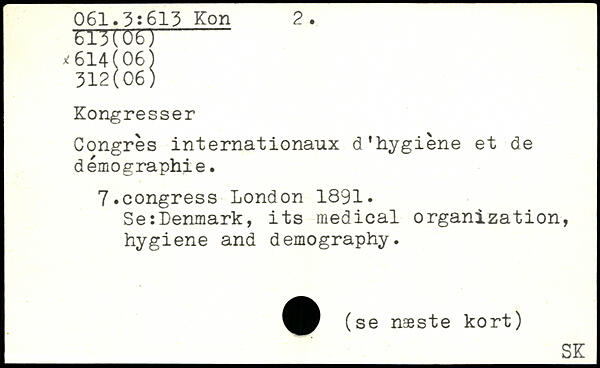 061.3:613 Kon 2.
613(06)
x614(06)
312(06)
Kongresser
Congrès internationaux d'hygiène et de
démographie.
7.congress London 1891.
Se:Denmark, its medical organization,
hygiene and demography.
(se næste kort)
SK